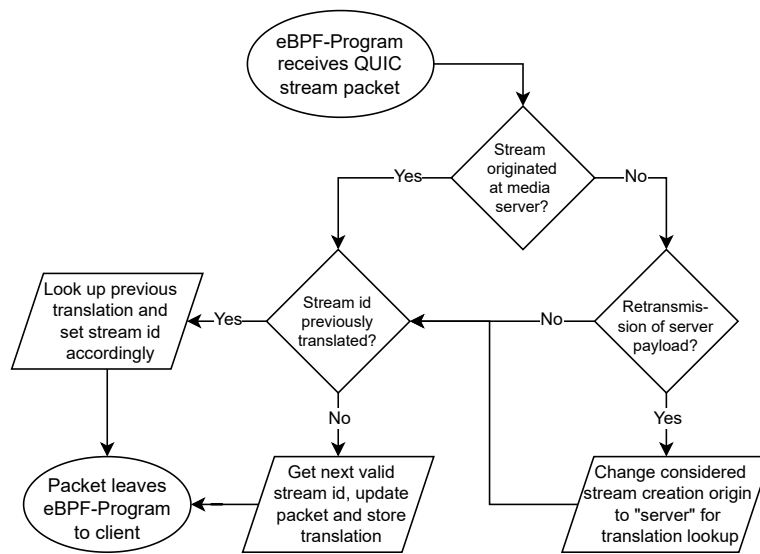 eBPF-Program
receives QUIC
stream packet
Stream
originated
at media
server?
Yes
No
Look up previous
translation and
set stream id
accordingly
Yes
Stream id
previously
translated?
No
Retransmis-
sion of server
payload?
No
Yes
Packet leaves
eBPF-Program
to client
Get next valid
stream id, update
packet and store
translation
Change considered
stream creation origin
to "server" for
translation lookup